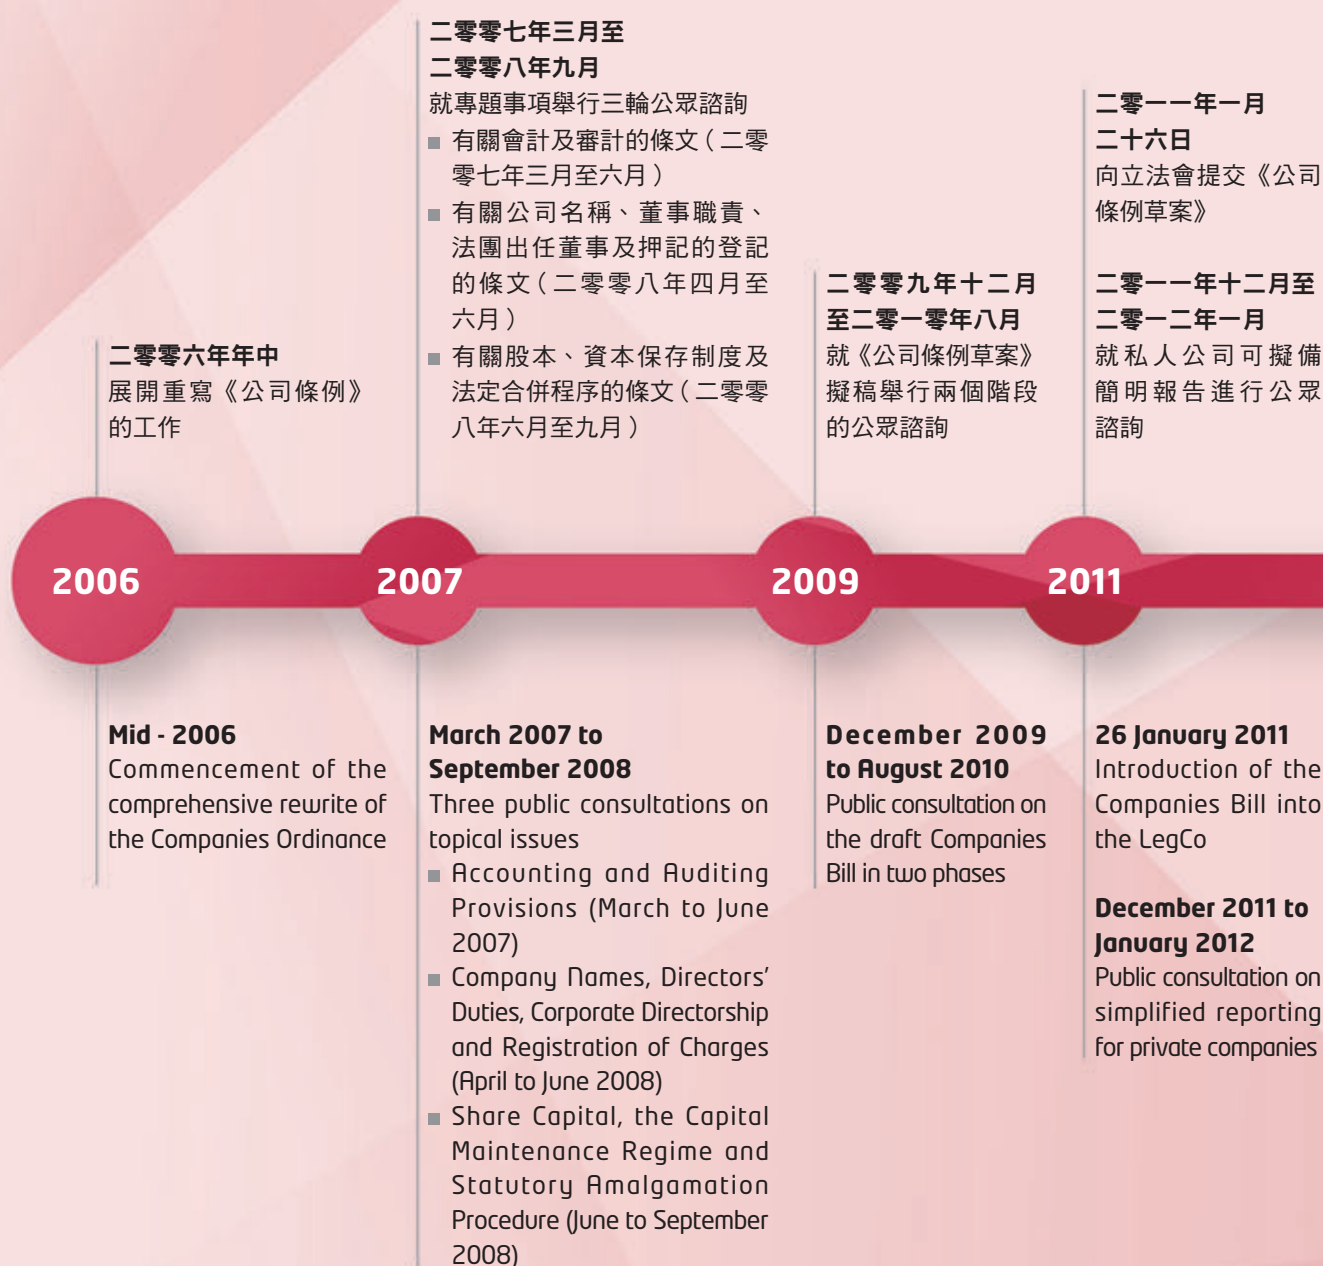 二零零六年年中
展開重寫《公司條例》
的工作
二零零七年三月至
二零零八年九月
就專題事項舉行三輪公眾諮詢
■ 有關會計及審計的條文（二零
零七年三月至六月）
■ 有關公司名稱、董事職責、
法團出任董事及押記的登記
的條文（二零零八年四月至
六月）
■ 有關股本、資本保存制度及
法定合併程序的條文（二零零
八年六月至九月）
二零零九年十二月
至二零一零年八月
就《公司條例草案》
擬稿舉行兩個階段
的公眾諮詢
二零一一年一月
二十六日
向立法會提交《公司
條例草案》
二零一一年十二月至
二零一二年一月
就私人公司可擬備
簡明報告進行公眾
諮詢
2006
2007
2009
2011
Mid - 2006
Commencement of the
comprehensive rewrite of
the Companies Ordinance
March 2007 to
September 2008
Three public consultations on
topical issues
■ Accounting and Auditing
Provisions (March to June
2007)
■ Company Names, Directors’
Duties, Corporate Directorship
and Registration of Charges
(April to June 2008)
■ Share Capital, the Capital
Maintenance Regime and
Statutory Amalgamation
Procedure (June to September
2008)
December 2009
to August 2010
Public consultation on
the draft Companies
Bill in two phases
26 January 2011
Introduction of the
Companies Bill into
the LegCo
December 2011 to
January 2012
Public consultation on
simplified reporting
for private companies